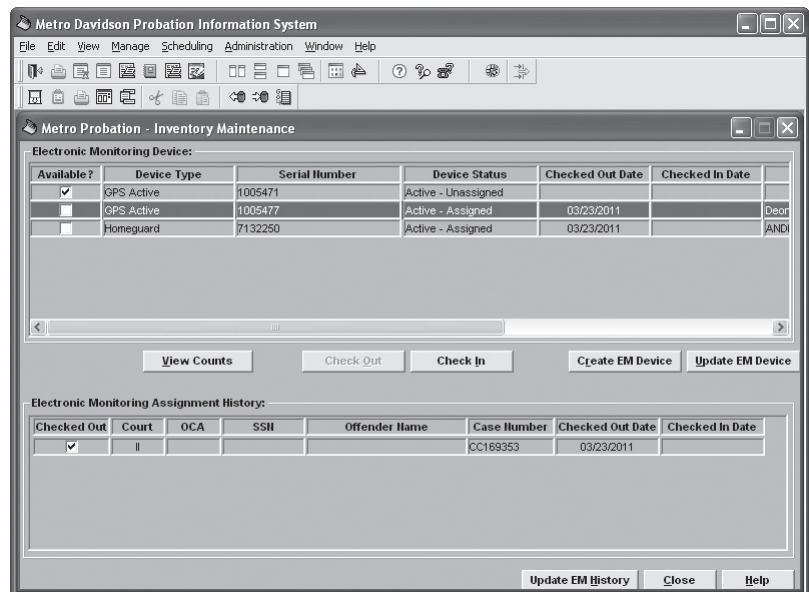 Metro Davidson Probation Information System
File Edit View Manage Scheduling Administration Window Help
Metro Probation - Inventory Maintenance
Electronic Monitoring Device:
Available? Device Type Serial Number Device Status Checked Out Date Checked In Date
GPS Active 1005471 Active - Unassigned
GPS Active 1005477 Active - Assigned 03/23/2011 Deor
Homeguard 7132250 Active - Assigned 03/23/2011 ANDI
View Counts Check Out Check In Create EM Device Update EM Device
Electronic Monitoring Assignment History:
Checked Out Court OCA SSN Offender Name Case Number Checked Out Date Checked In Date
II CC169353 03/23/2011
Update EM History Close Help